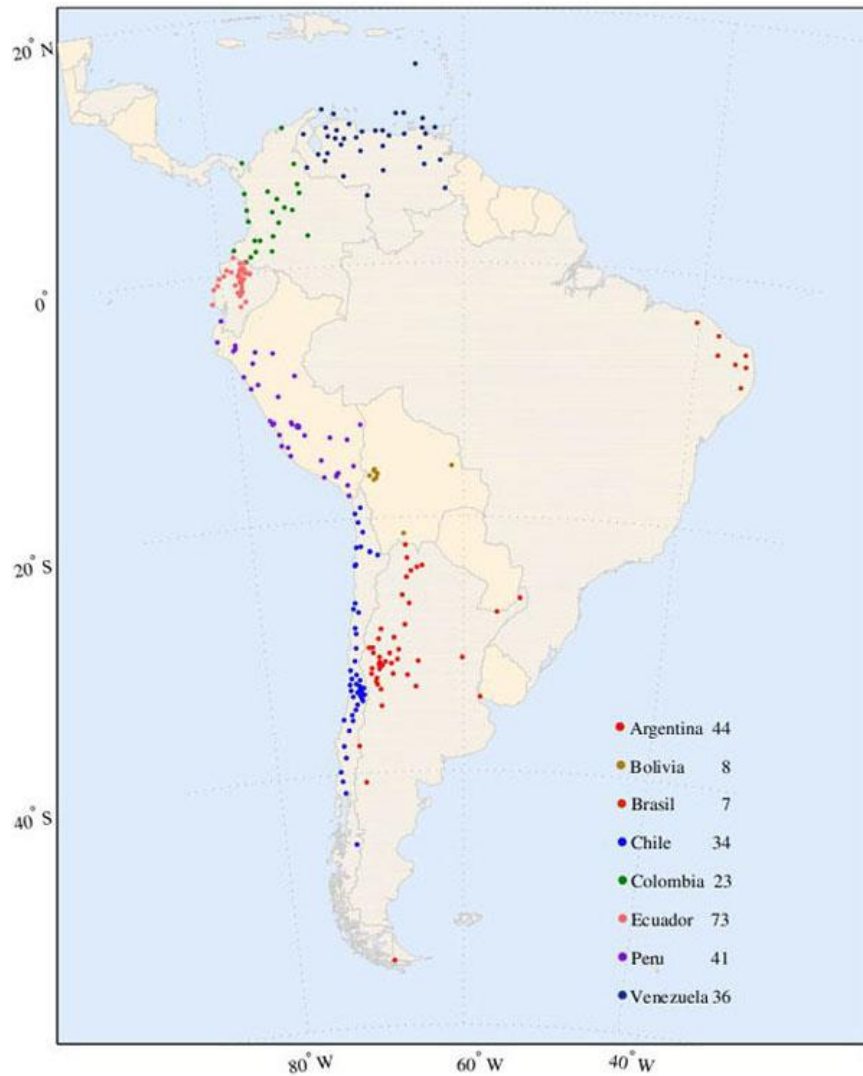 20° N
0°
20° S
40° S
Argentina 44
Bolivia 8
Brasil 7
Chile 34
Colombia 23
Ecuador 73
Peru 41
Venezuela 36
80° W
60° W
40° W